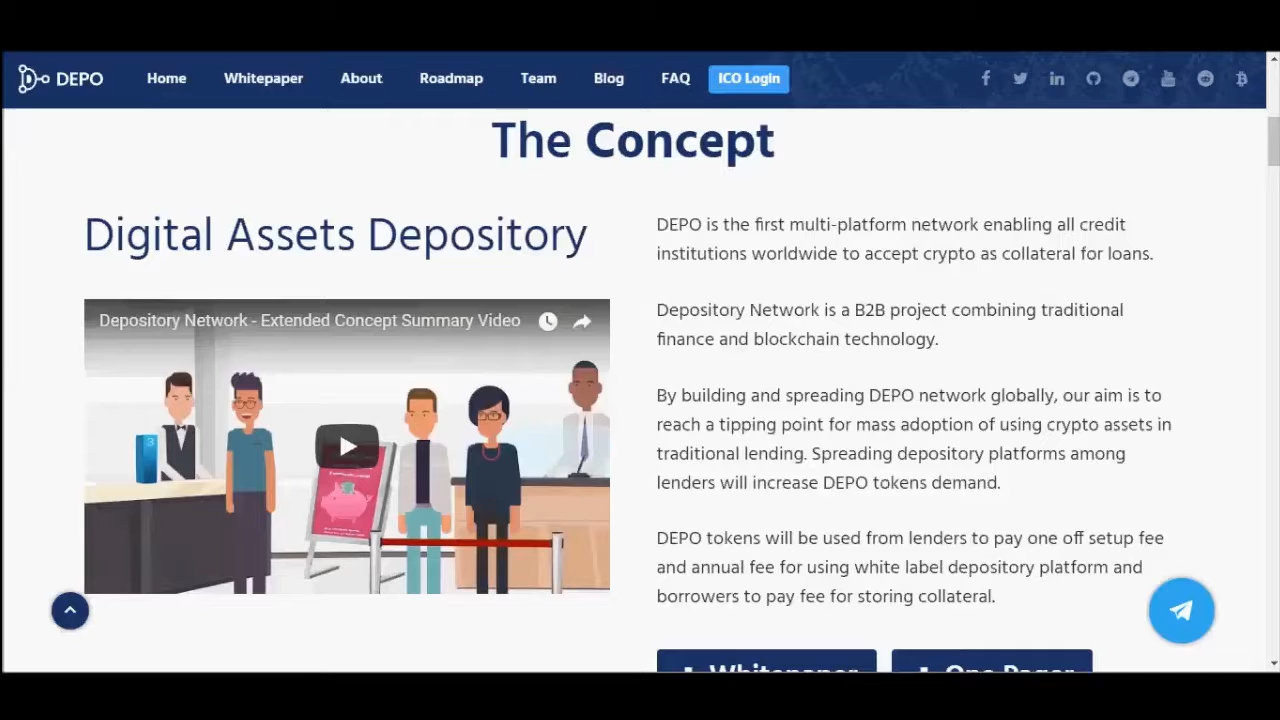 DEPO Home Whitepaper About Roadmap Team Blog FAQ ICO Login
The Concept
Digital Assets Depository
Depository Network - Extended Concept Summary Video
3
DEPO is the first multi-platform network enabling all credit
institutions worldwide to accept crypto as collateral for loans.
Depository Network is a B2B project combining traditional
finance and blockchain technology.
By building and spreading DEPO network globally, our aim is to
reach a tipping point for mass adoption of using crypto assets in
traditional lending. Spreading depository platforms among
lenders will increase DEPO tokens demand.
DEPO tokens will be used from lenders to pay one off setup fee
and annual fee for using white label depository platform and
borrowers to pay fee for storing collateral.
Whitepaper One Pager